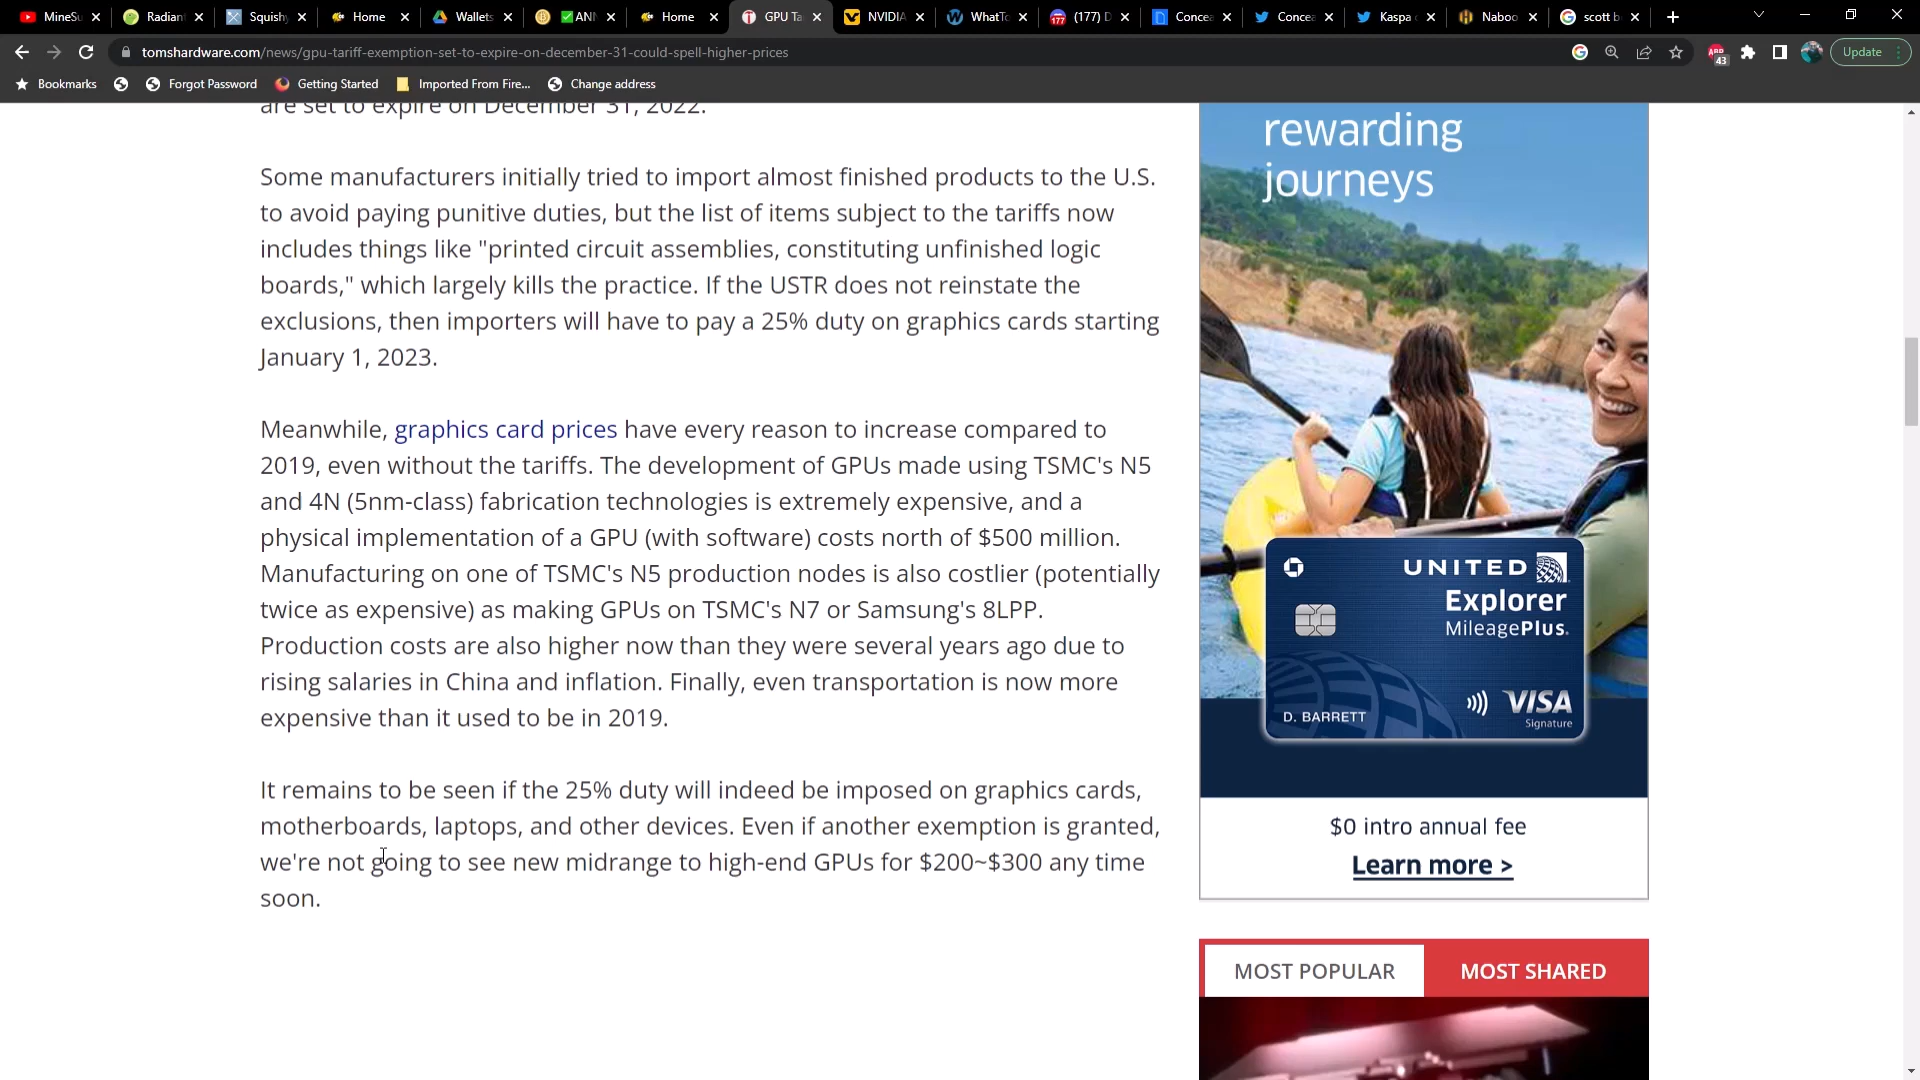 MineSu
Radian
Squishy
Home
Wallets
ANN
Home
GPU Ta
NVIDIA
WhatTo
(177) D
Concea
Concea
Kaspa
Naboo
scott b
tomshardware.com/news/gpu-tariff-exemption-set-to-expire-on-december-31-could-spell-higher-prices
43
Update
Bookmarks
Forgot Password
Getting Started
Imported From Fire...
Change address
are set to expire on December 31, 2022.
Some manufacturers initially tried to import almost finished products to the U.S.
to avoid paying punitive duties, but the list of items subject to the tariffs now
includes things like "printed circuit assemblies, constituting unfinished logic
boards," which largely kills the practice. If the USTR does not reinstate the
exclusions, then importers will have to pay a 25% duty on graphics cards starting
January 1, 2023.
Meanwhile, graphics card prices have every reason to increase compared to
2019, even without the tariffs. The development of GPUs made using TSMC's N5
and 4N (5nm-class) fabrication technologies is extremely expensive, and a
physical implementation of a GPU (with software) costs north of $500 million.
Manufacturing on one of TSMC's N5 production nodes is also costlier (potentially
twice as expensive) as making GPUs on TSMC's N7 or Samsung's 8LPP.
Production costs are also higher now than they were several years ago due to
rising salaries in China and inflation. Finally, even transportation is now more
expensive than it used to be in 2019.
It remains to be seen if the 25% duty will indeed be imposed on graphics cards,
motherboards, laptops, and other devices. Even if another exemption is granted,
we're not going to see new midrange to high-end GPUs for $200~$300 any time
soon.
rewarding
journeys
UNITED
Explorer
MileagePlus.
VISA
Signature
D. BARRETT
$0 intro annual fee
Learn more >
MOST POPULAR
MOST SHARED